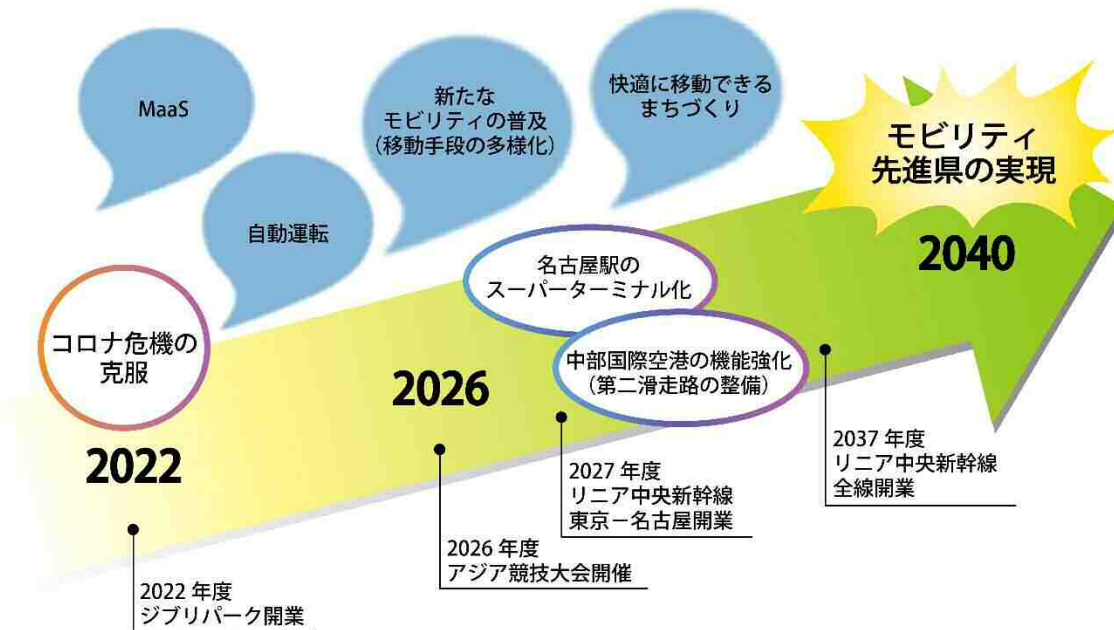 MaaS
自動運転
新たな
モビリティの普及
（移動手段の多様化）
快適に移動できる
まちづくり
モビリティ
先進県の実現
2040
名古屋駅の
スーパーターミナル化
中部国際空港の機能強化
（第二滑走路の整備）
コロナ危機の
克服
2022
2026
2022 年度
ジブリパーク開業
2026 年度
アジア競技大会開催
2027 年度
リニア中央新幹線
東京－名古屋開業
2037 年度
リニア中央新幹線
全線開業